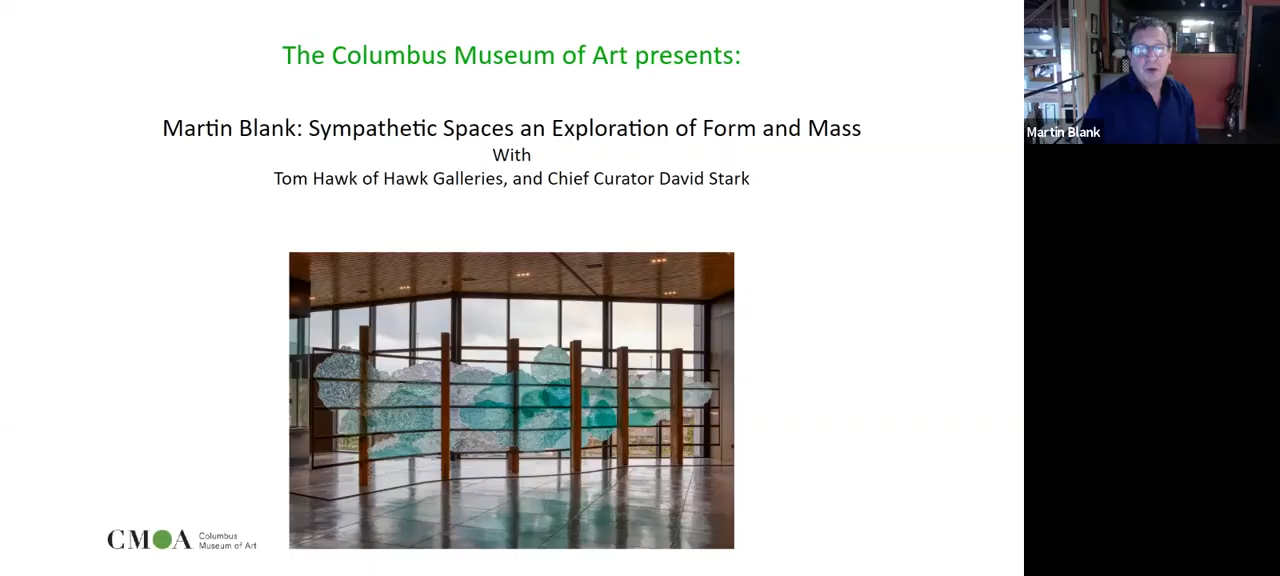 The Columbus Museum of Art presents:
Martin Blank: Sympathetic Spaces an Exploration of Form and Mass
With
Tom Hawk of Hawk Galleries, and Chief Curator David Stark
Martin Blank
CMOA
Columbus
Museum of Art